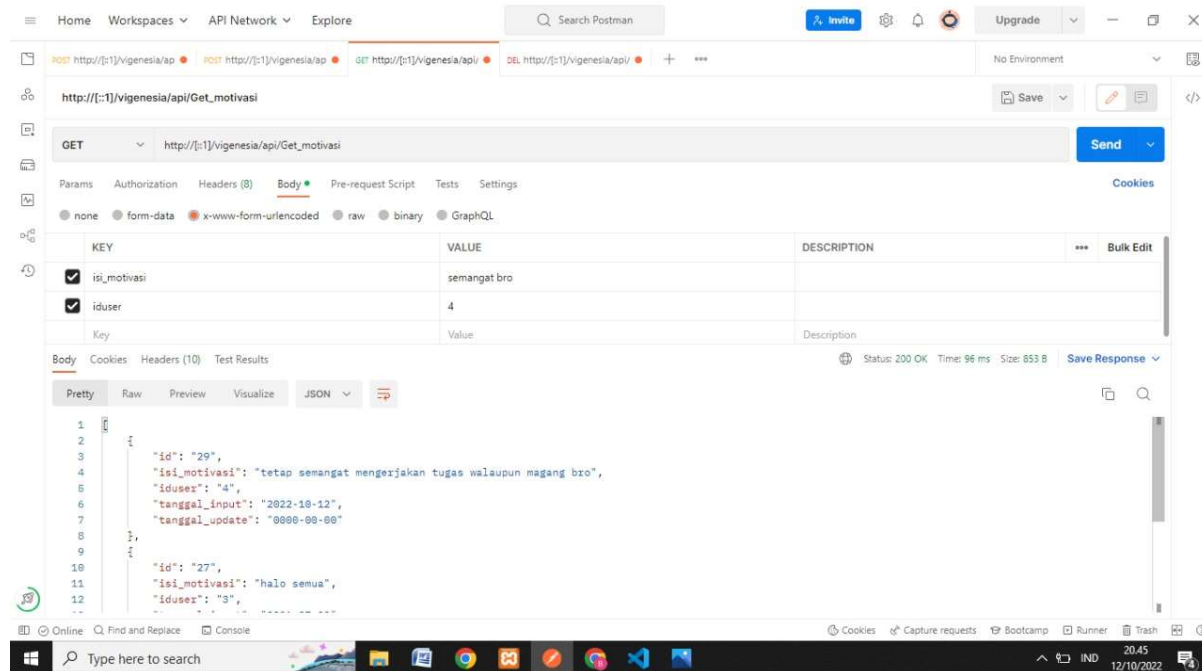 Home Workspaces API Network Explore Search Postman Invite Upgrade
POST http://[::1]/vigenesia/ap POST http://[::1]/vigenesia/ap GET http://[::1]/vigenesia/api/ DEL http://[::1]/vigenesia/api/ + No Environment
http://[::1]/vigenesia/api/Get_motivasi Save </>
GET http://[::1]/vigenesia/api/Get_motivasi Send
Params Authorization Headers (8) Body Pre-request Script Tests Settings Cookies
none form-data x-www-form-urlencoded raw binary GraphQL
KEY VALUE DESCRIPTION Bulk Edit
isi_motivasi semangat bro
iduser 4
Key Value Description
Body Cookies Headers (10) Test Results Status: 200 OK Time: 96 ms Size: 853 B Save Response
Pretty Raw Preview Visualize JSON
1 [
2 {
3 "id": "29",
4 "isi_motivasi": "tetap semangat mengerjakan tugas walaupun magang bro",
5 "iduser": "4",
6 "tanggal_input": "2022-10-12",
7 "tanggal_update": "0000-00-00"
8 },
9 {
10 "id": "27",
11 "isi_motivasi": "halo semua",
12 "iduser": "3",
Online Find and Replace Console Cookies Capture requests Bootcamp Runner Trash
Type here to search IND 20.45
12/10/2022